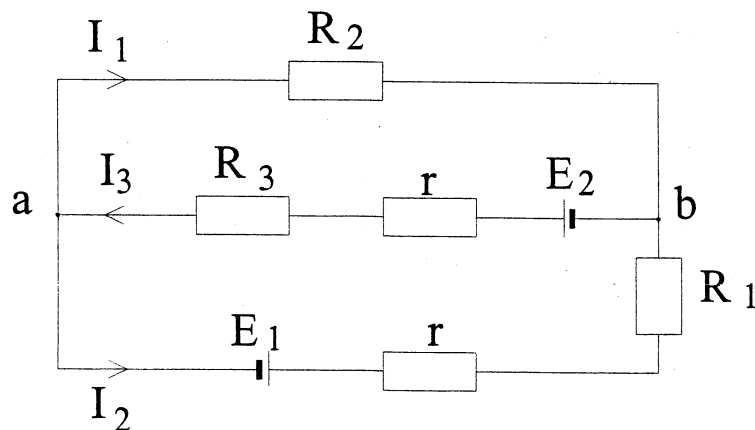 I₁ R₂
I₃ R₃ r E₂
a b
R₁
E₁ r
I₂